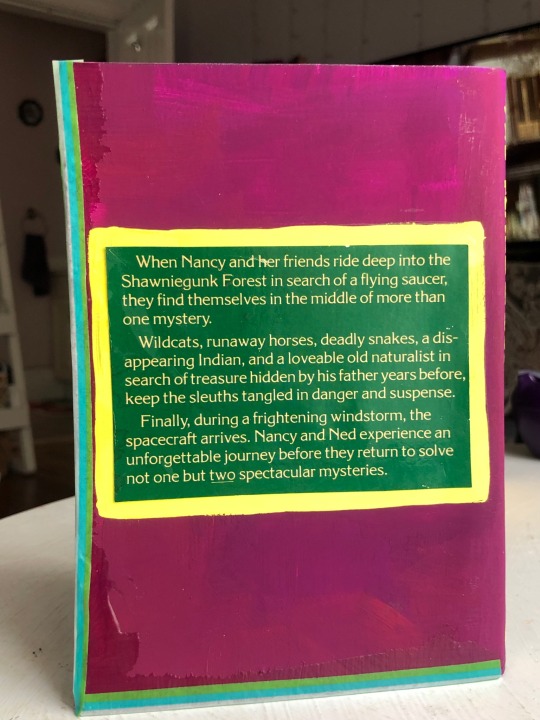 When Nancy and her friends ride deep into the
Shawniegunk Forest in search of a flying saucer,
they find themselves in the middle of more than
one mystery.
Wildcats, runaway horses, deadly snakes, a dis-
appearing Indian, and a loveable old naturalist in
search of treasure hidden by his father years before,
keep the sleuths tangled in danger and suspense.
Finally, during a frightening windstorm, the
spacecraft arrives. Nancy and Ned experience an
unforgettable journey before they return to solve
not one but two spectacular mysteries.